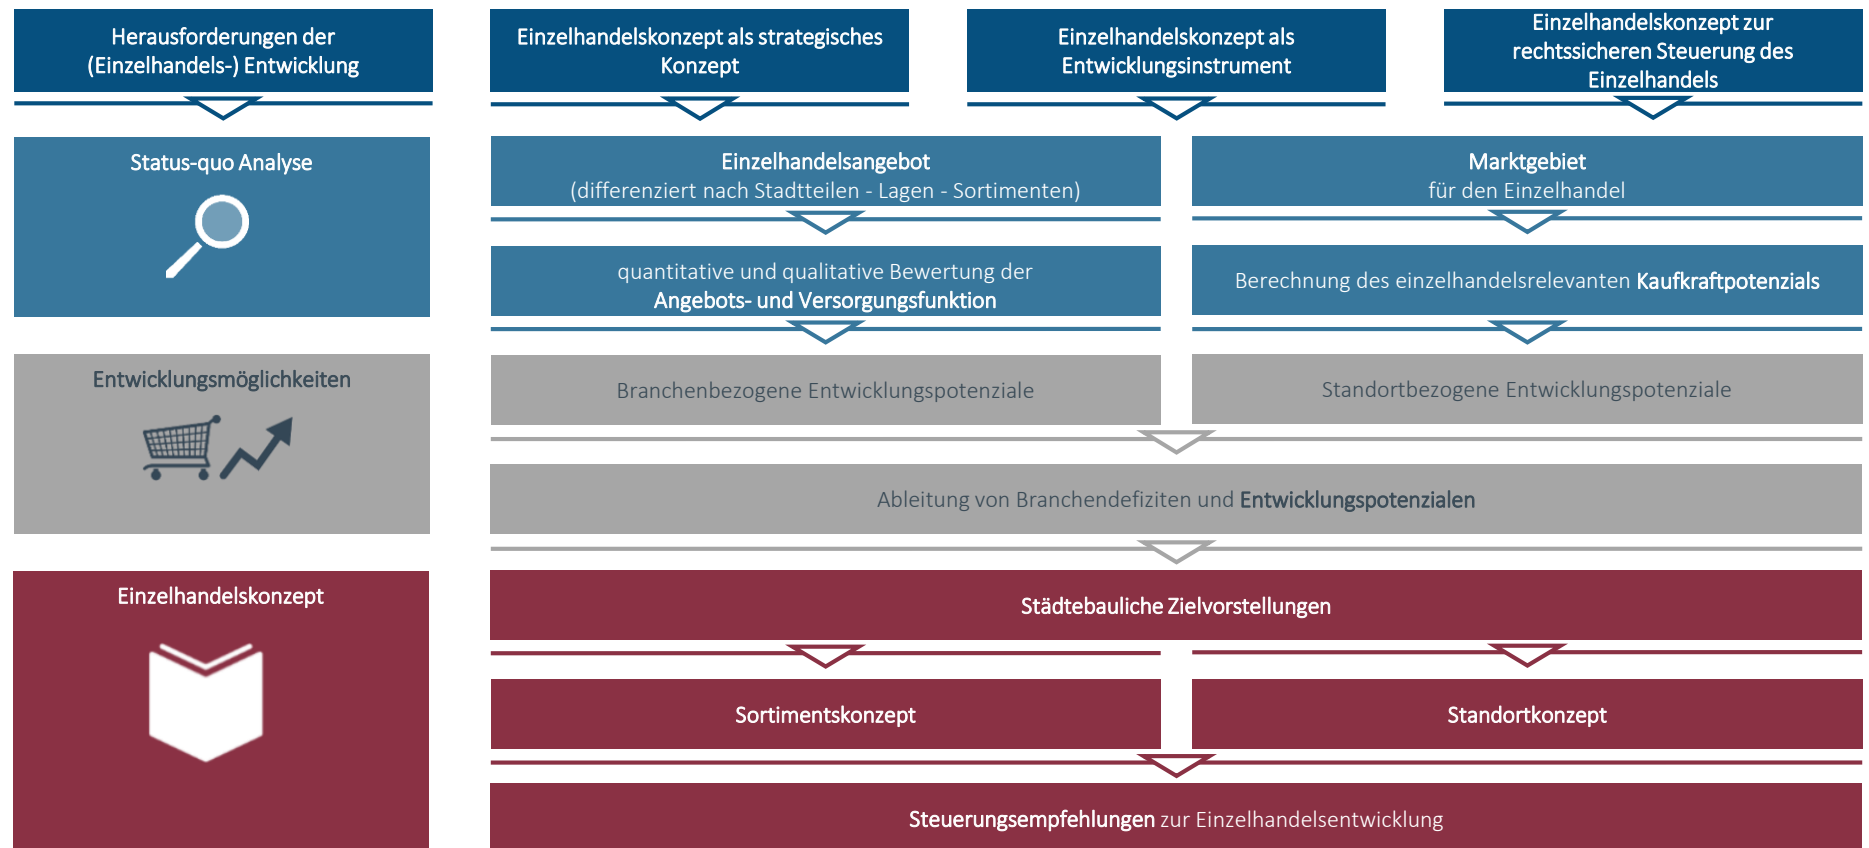 Herausforderungen der
(Einzelhandels-) Entwicklung
Einzelhandelskonzept als strategisches
Konzept
Einzelhandelskonzept als
Entwicklungsinstrument
Einzelhandelskonzept zur
rechtssicheren Steuerung des
Einzelhandels
Status-quo Analyse
Einzelhandelsangebot
(differenziert nach Stadtteilen - Lagen - Sortimenten)
Marktgebiet
für den Einzelhandel
quantitative und qualitative Bewertung der
Angebots- und Versorgungsfunktion
Berechnung des einzelhandelsrelevanten Kaufkraftpotenzials
Entwicklungsmöglichkeiten
Branchenbezogene Entwicklungspotenziale
Standortbezogene Entwicklungspotenziale
Ableitung von Branchendefiziten und Entwicklungspotenzialen
Einzelhandelskonzept
Städtebauliche Zielvorstellungen
Sortimentskonzept
Standortkonzept
Steuerungsempfehlungen zur Einzelhandelsentwicklung